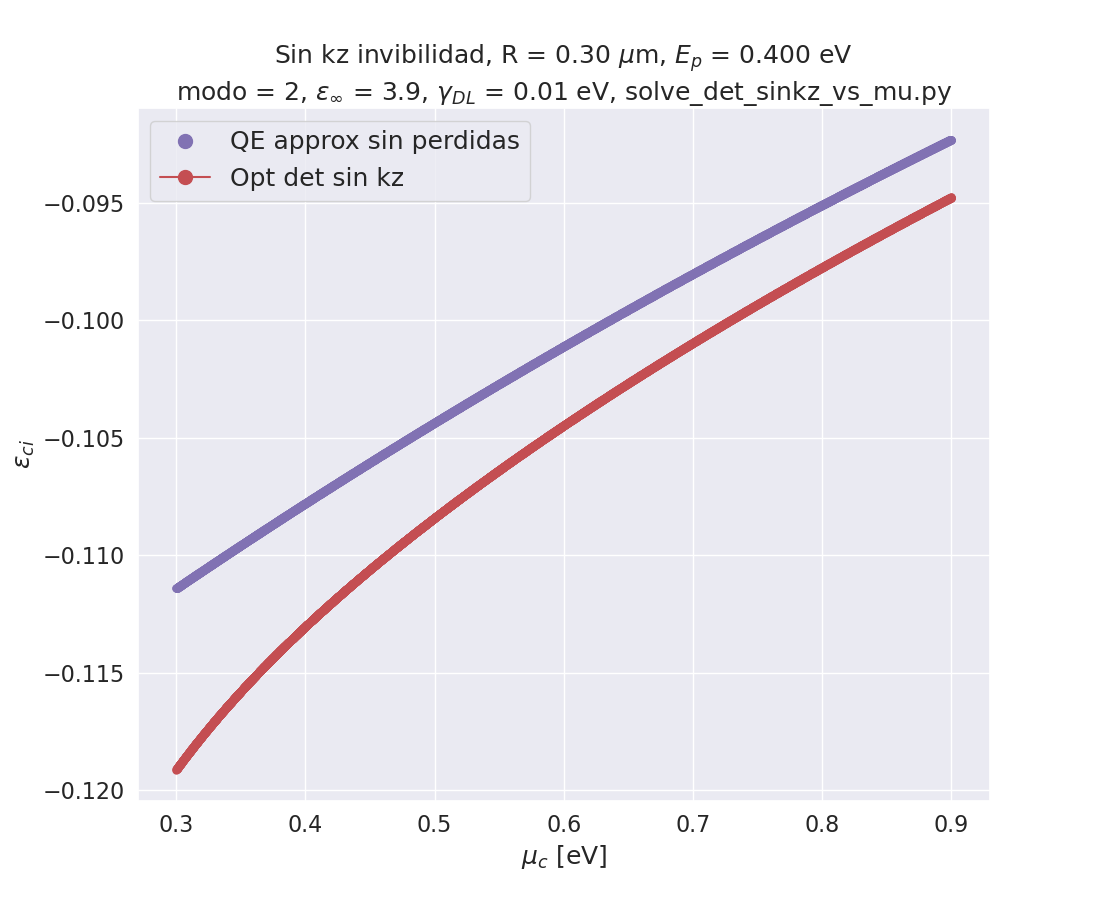 Sin kz invibilidad, R = 0.30 μm, E_p = 0.400 eV
modo = 2, ε_∞ = 3.9, γ_DL = 0.01 eV, solve_det_sinkz_vs_mu.py
QE approx sin perdidas
Opt det sin kz
−0.095
−0.100
−0.105
−0.110
−0.115
−0.120
ε_ci
0.3 0.4 0.5 0.6 0.7 0.8 0.9
μ_c [eV]